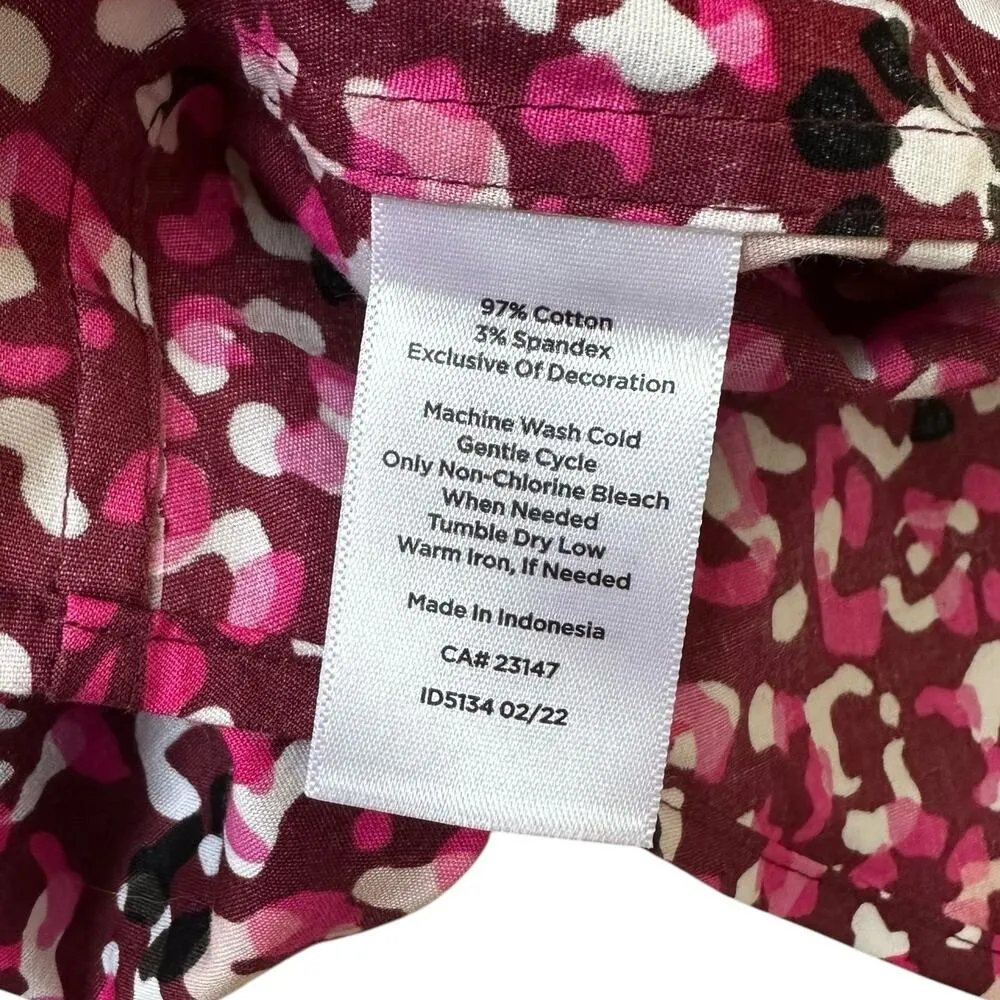 97% Cotton
3% Spandex
Exclusive Of Decoration
Machine Wash Cold
Gentle Cycle
Only Non-Chlorine Bleach
When Needed
Tumble Dry Low
Warm Iron, If Needed
Made In Indonesia
CA# 23147
ID5134 02/22